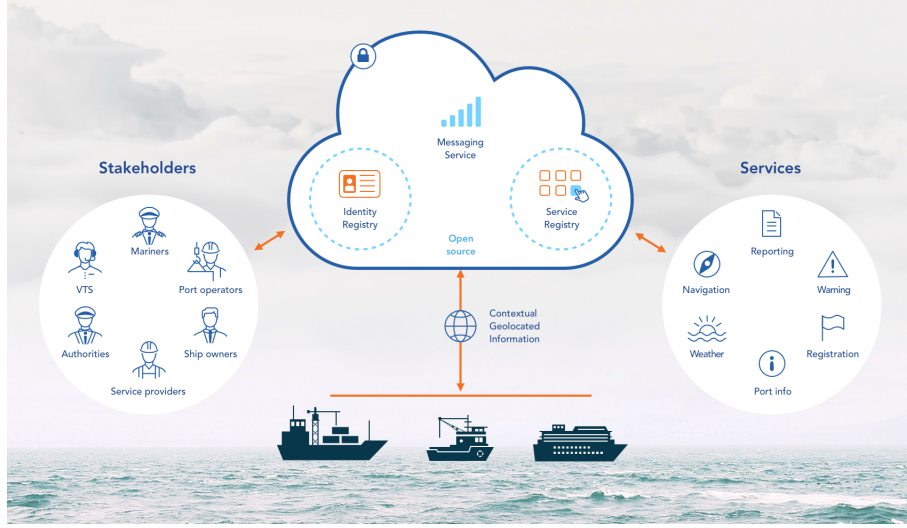 Messaging
Service
Stakeholders
Services
Identity
Registry
Service
Registry
Open
source
Mariners
VTS
Port operators
Authorities
Ship owners
Service providers
Contextual
Geolocated
Information
Reporting
Navigation
Warning
Weather
Registration
Port info